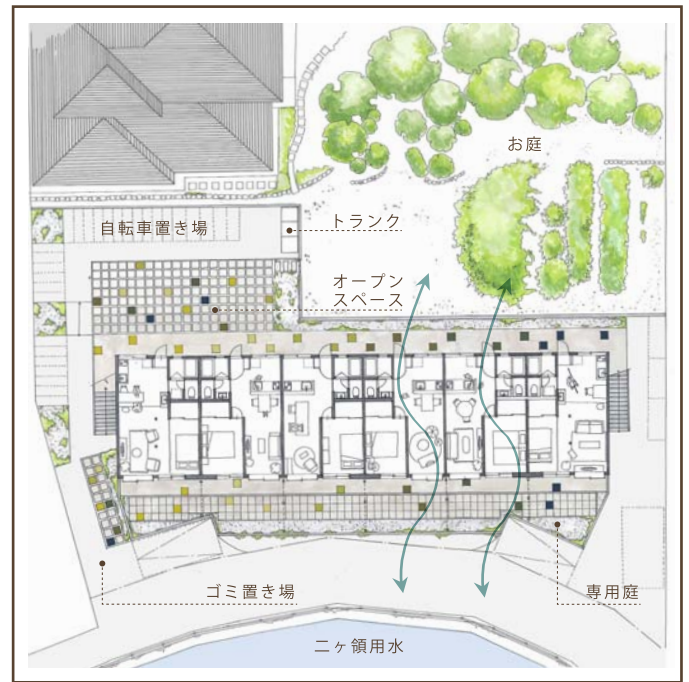 お庭
自転車置き場
トランク
オープン
スペース
ゴミ置き場
専用庭
二ヶ領用水